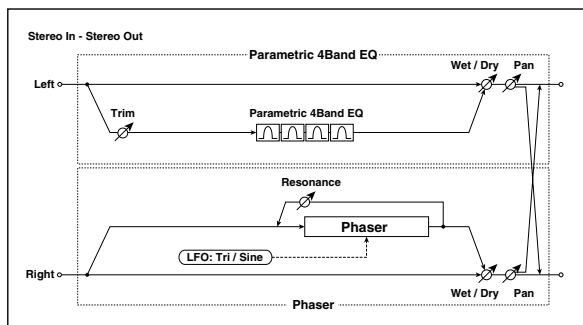 Stereo In - Stereo Out
Parametric 4Band EQ
Wet / Dry
Pan
Left
Trim
Parametric 4Band EQ
Resonance
Phaser
LFO: Tri / Sine
Right
Wet / Dry
Pan
Phaser